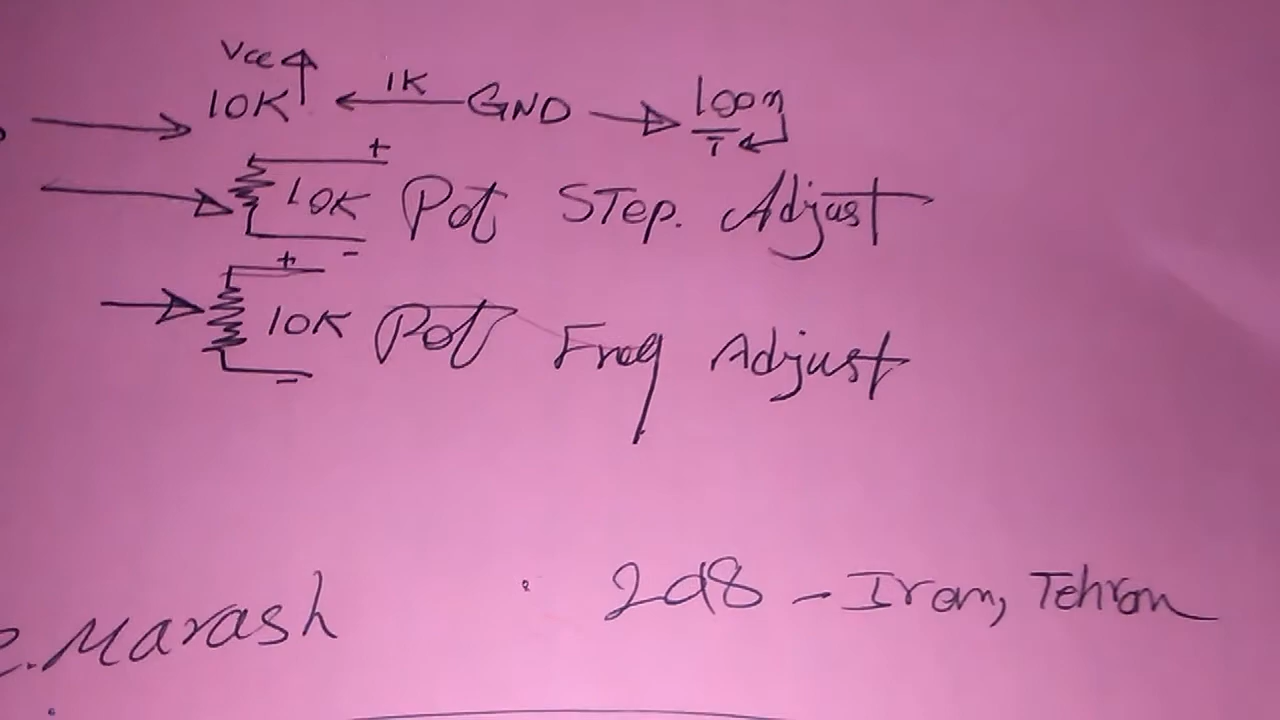 Vcc
10K 1K GND 100n
+
10K Pot STep. Adjust
-
+
10K Pot Freq Adjust
-
.Marash 2d8 - Iran, Tehran